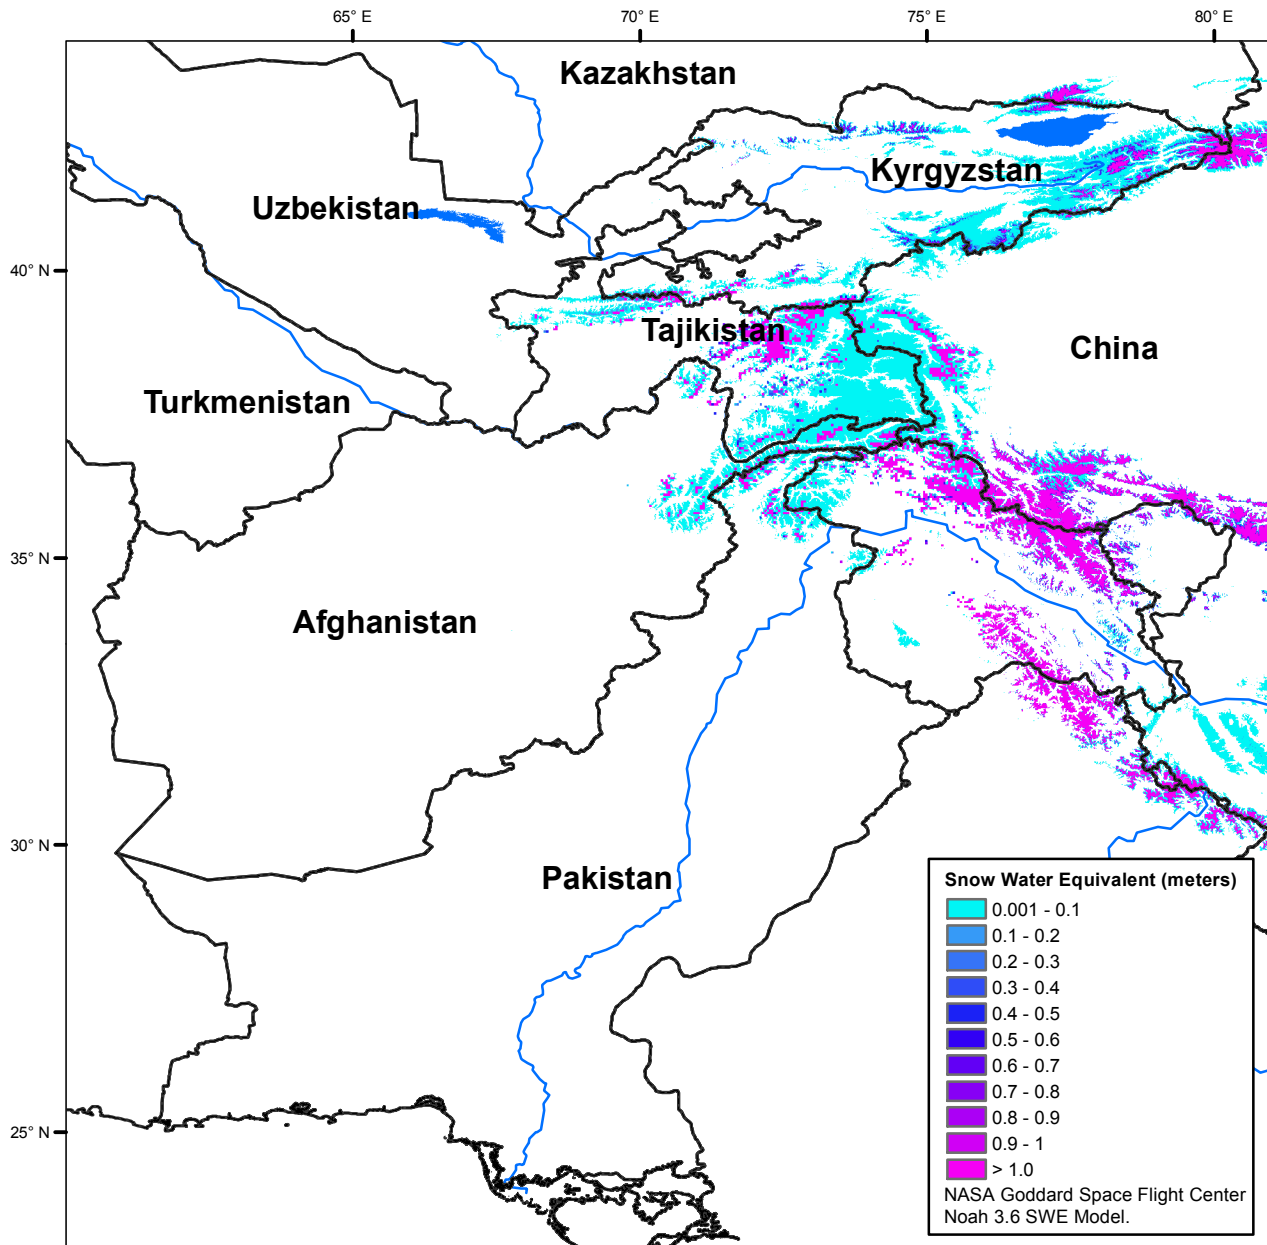 65° E
70° E
75° E
80° E
Kazakhstan
Kyrgyzstan
Uzbekistan
40° N
Tajikistan
China
Turkmenistan
35° N
Afghanistan
30° N
Pakistan
25° N
Snow Water Equivalent (meters)
0.001 - 0.1
0.1 - 0.2
0.2 - 0.3
0.3 - 0.4
0.4 - 0.5
0.5 - 0.6
0.6 - 0.7
0.7 - 0.8
0.8 - 0.9
0.9 - 1
> 1.0
NASA Goddard Space Flight Center
Noah 3.6 SWE Model.